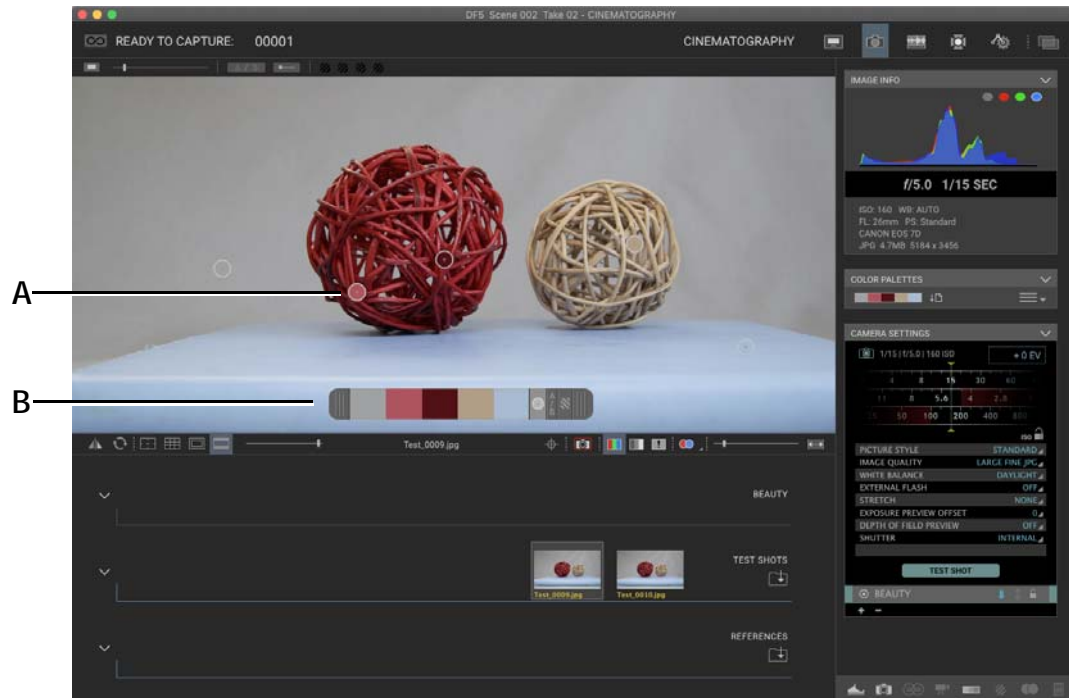 DF5 Scene 002 Take 02 - CINEMATOGRAPHY
READY TO CAPTURE: 00001
CINEMATOGRAPHY
A / B
IMAGE INFO
f/5.0 1/15 SEC
ISO: 160 WB: AUTO
FL: 26mm PS: Standard
CANON EOS 7D
JPG 4.7MB 5184 x 3456
A
COLOR PALETTES
CAMERA SETTINGS
1/15 | f/5.0 | 160 ISO
+ 0 EV
4 8 15 30 60
11 8 5.6 4 2.8
25 50 100 200 400 800
ISO
B
A / B
Test_0009.jpg
PICTURE STYLE STANDARD
IMAGE QUALITY LARGE FINE JPG
WHITE BALANCE DAYLIGHT
EXTERNAL FLASH OFF
STRETCH NONE
EXPOSURE PREVIEW OFFSET 0
DEPTH OF FIELD PREVIEW OFF
SHUTTER INTERNAL
TEST SHOT
BEAUTY
+ -
BEAUTY
TEST SHOTS
Test_0009.jpg
Test_0010.jpg
REFERENCES